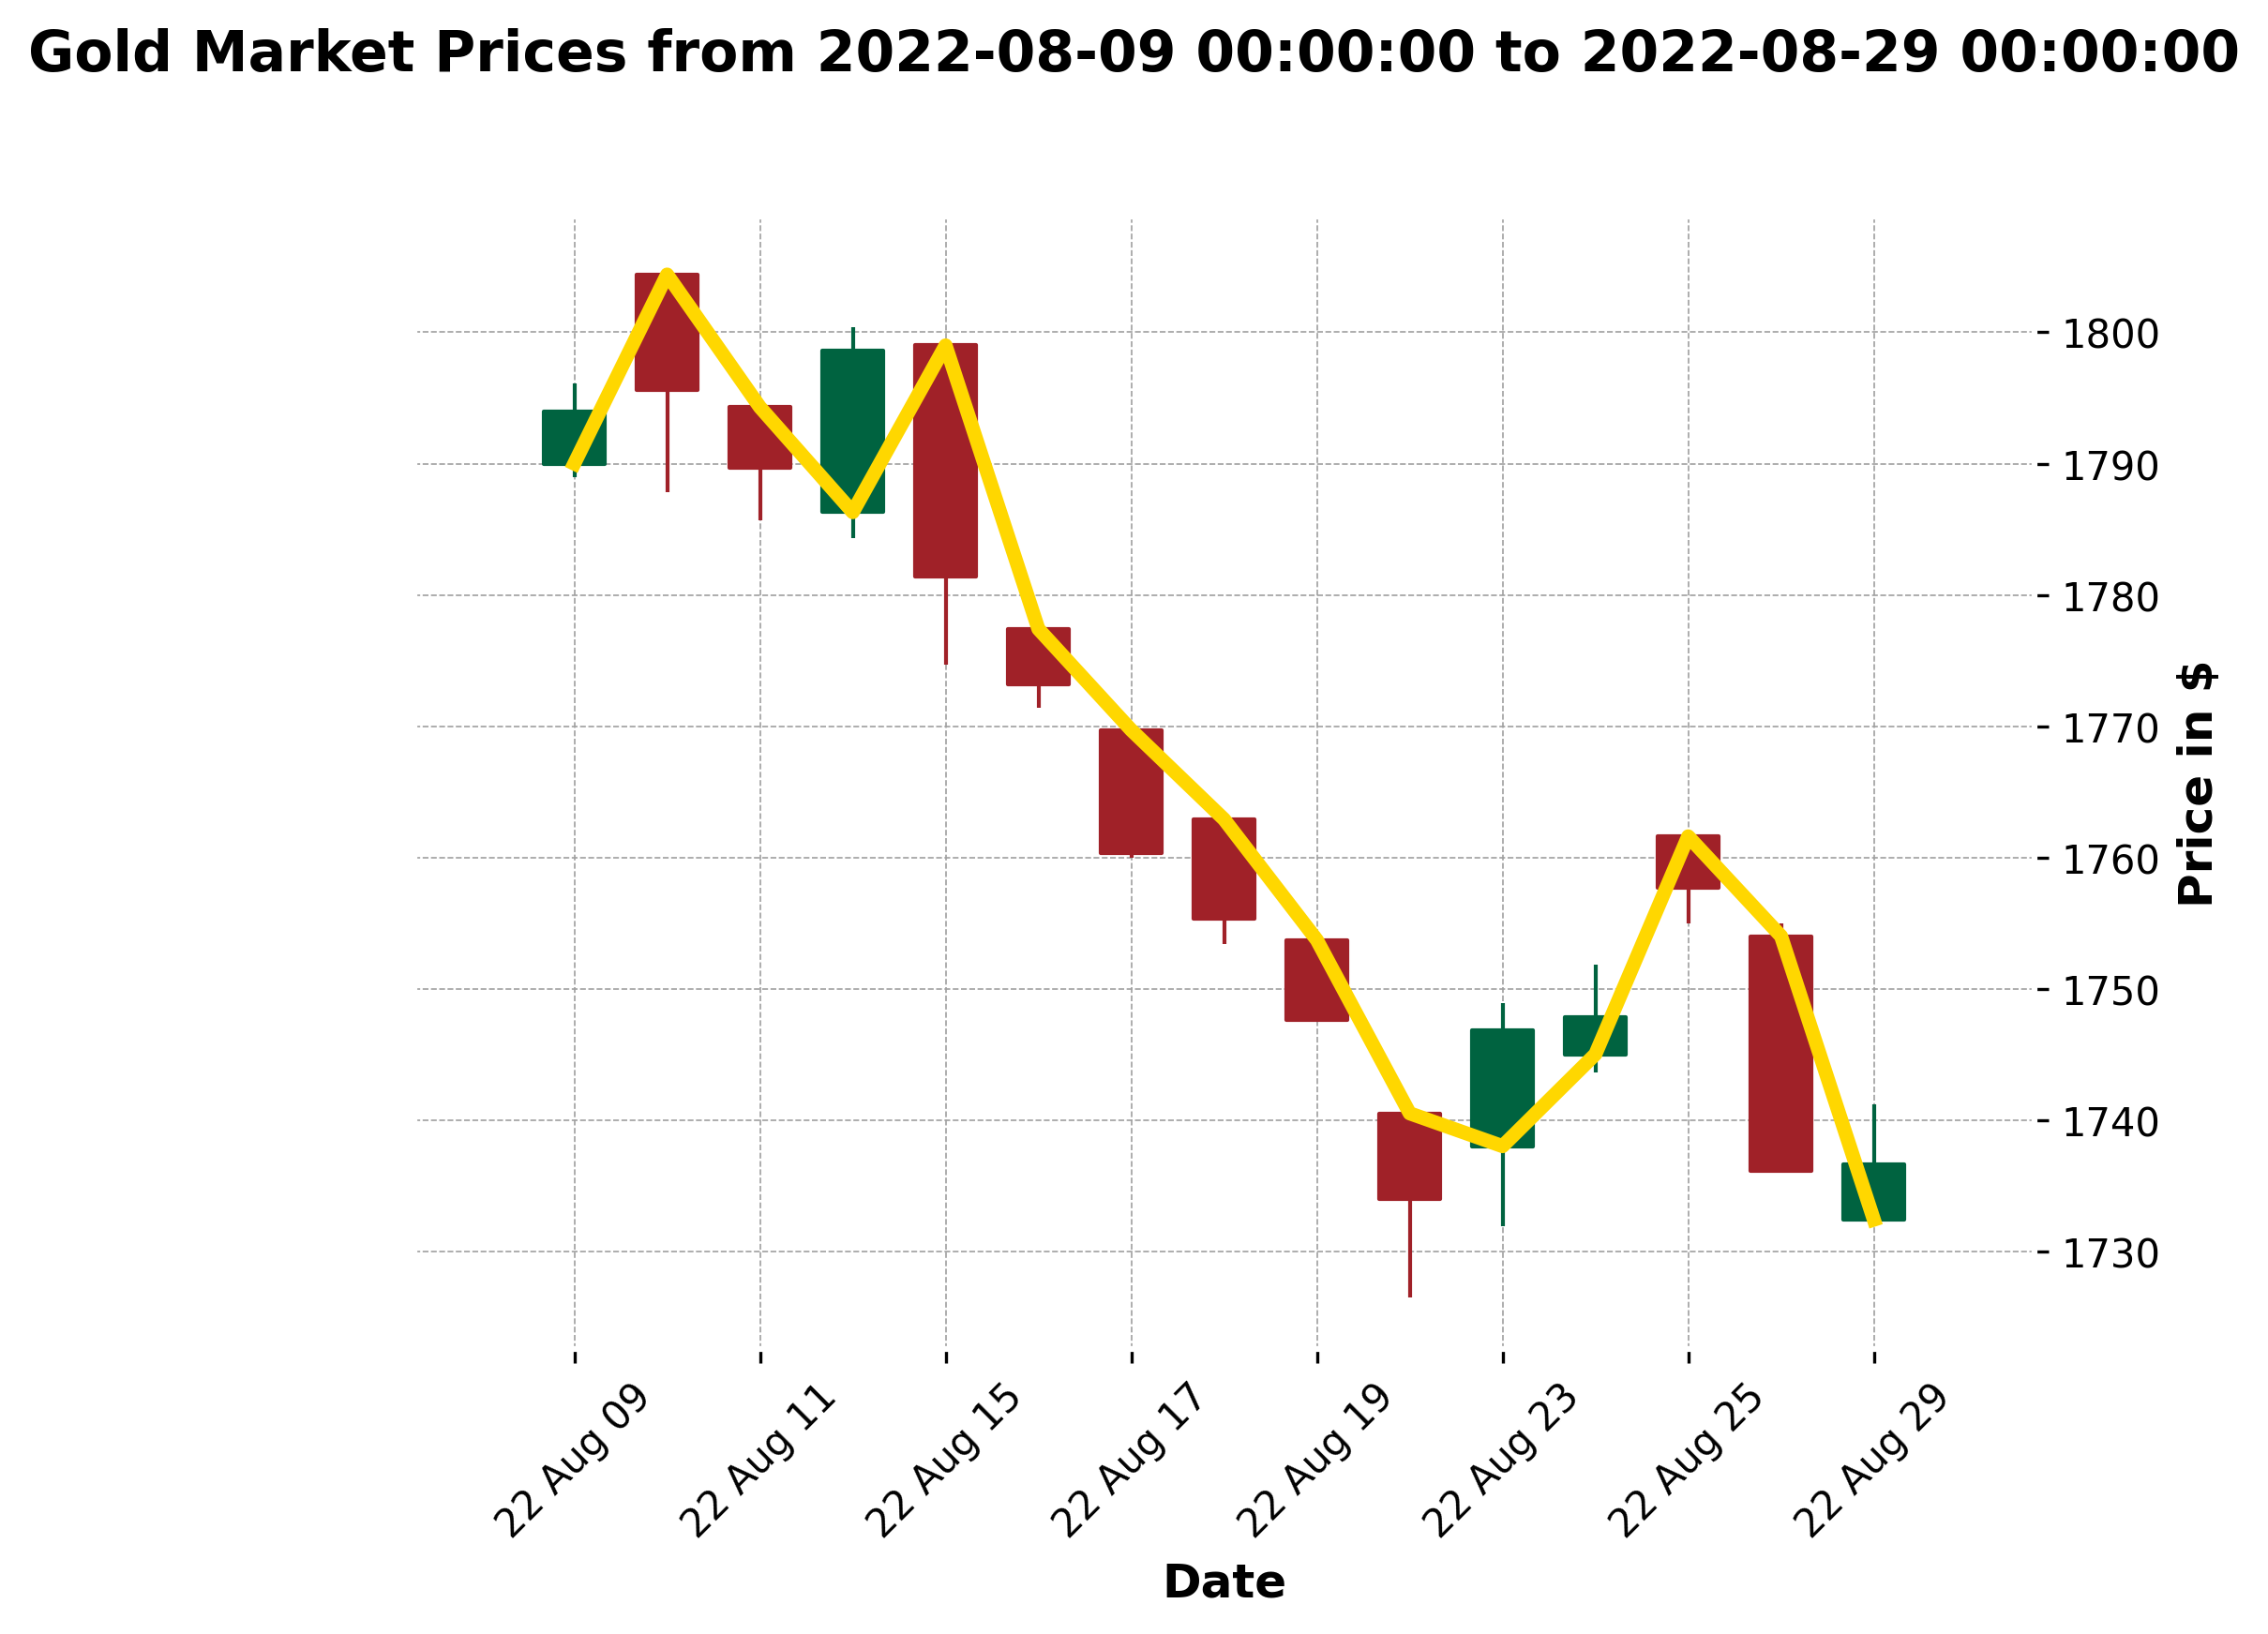 Gold Market Prices from 2022-08-09 00:00:00 to 2022-08-29 00:00:00
1800
1790
1780
1770
1760
1750
1740
1730
Price in $
22 Aug 09
22 Aug 11
22 Aug 15
22 Aug 17
22 Aug 19
22 Aug 23
22 Aug 25
22 Aug 29
Date